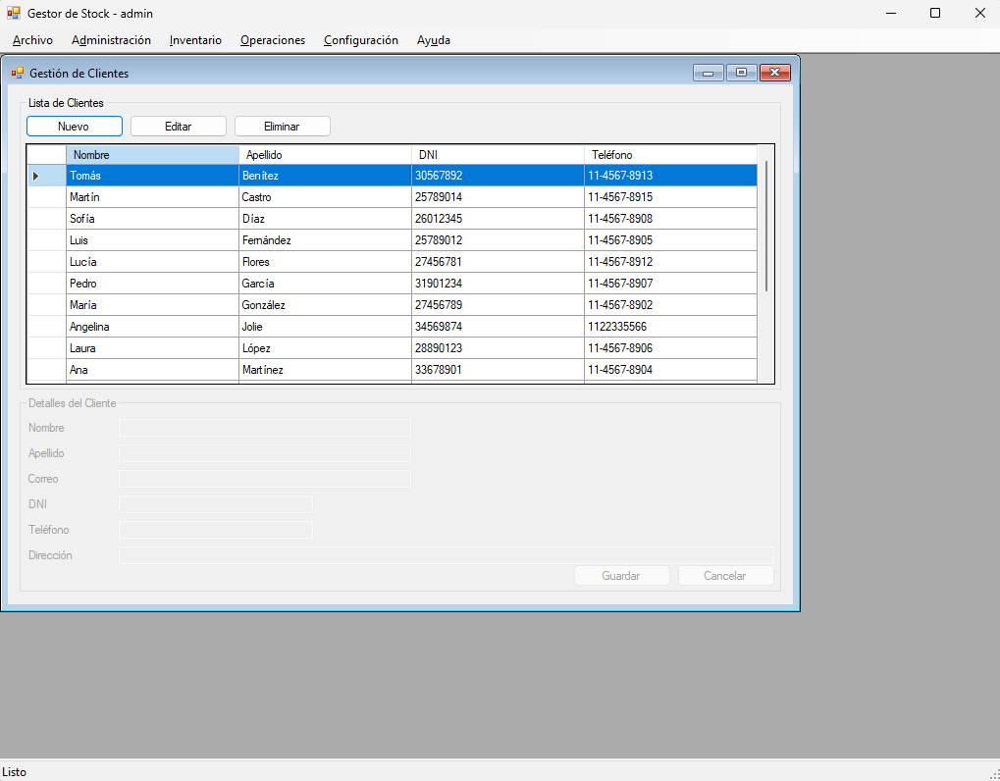 Gestor de Stock - admin
Archivo Administración Inventario Operaciones Configuración Ayuda
Gestión de Clientes
Lista de Clientes
Nuevo Editar Eliminar
Nombre Apellido DNI Teléfono
Tomás Benítez 30567892 11-4567-8913
Martín Castro 25789014 11-4567-8915
Sofía Díaz 26012345 11-4567-8908
Luis Fernández 25789012 11-4567-8905
Lucía Flores 27456781 11-4567-8912
Pedro García 31901234 11-4567-8907
María González 27456789 11-4567-8902
Angelina Jolie 34569874 1122335566
Laura López 28890123 11-4567-8906
Ana Martínez 33678901 11-4567-8904
Detalles del Cliente
Nombre
Apellido
Correo
DNI
Teléfono
Dirección
Guardar Cancelar
Listo